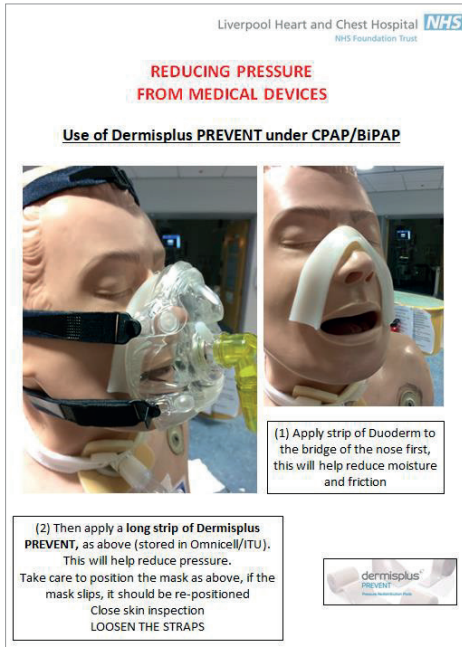 Liverpool Heart and Chest Hospital NHS
NHS Foundation Trust
REDUCING PRESSURE
FROM MEDICAL DEVICES
Use of Dermisplus PREVENT under CPAP/BiPAP
(1) Apply strip of Duoderm to
the bridge of the nose first,
this will help reduce moisture
and friction
(2) Then apply a long strip of Dermisplus
PREVENT, as above (stored in Omnicell/ITU).
This will help reduce pressure.
Take care to position the mask as above, if the
mask slips, it should be re-positioned
Close skin inspection
LOOSEN THE STRAPS
dermisplus
PREVENT